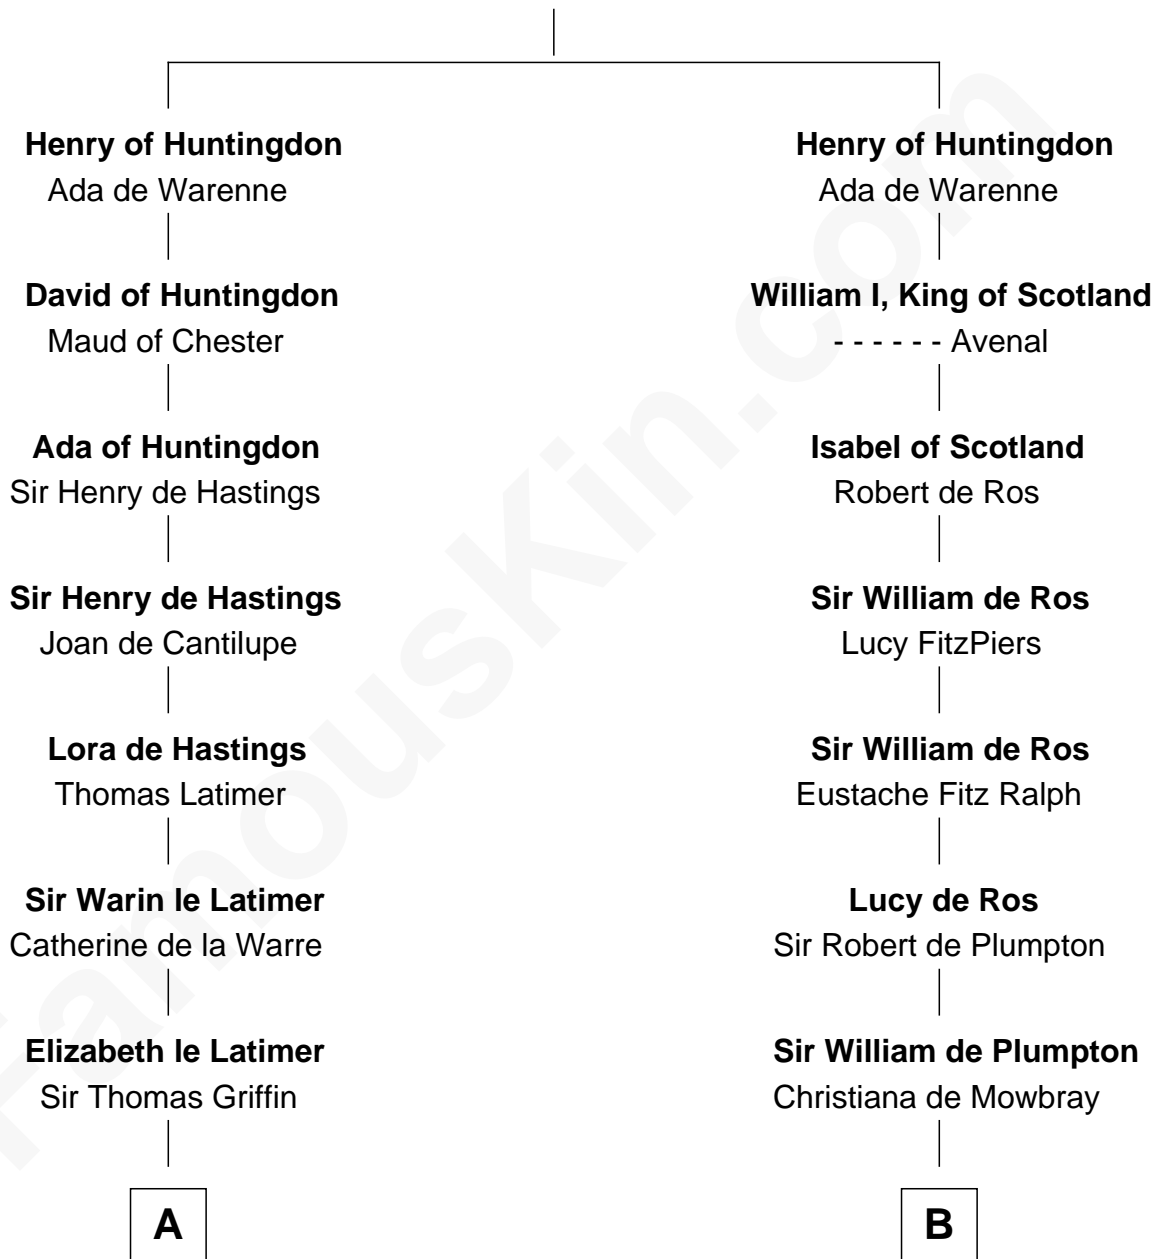 Henry of Huntingdon
Ada de Warenne
David of Huntingdon
Maud of Chester
Ada of Huntingdon
Sir Henry de Hastings
Sir Henry de Hastings
Joan de Cantilupe
Lora de Hastings
Thomas Latimer
Sir Warin le Latimer
Catherine de la Warre
Elizabeth le Latimer
Sir Thomas Griffin
A
Henry of Huntingdon
Ada de Warenne
William I, King of Scotland
- - - - - - Avenal
Isabel of Scotland
Robert de Ros
Sir William de Ros
Lucy FitzPiers
Sir William de Ros
Eustache Fitz Ralph
Lucy de Ros
Sir Robert de Plumpton
Sir William de Plumpton
Christiana de Mowbray
B
FamousKin.com